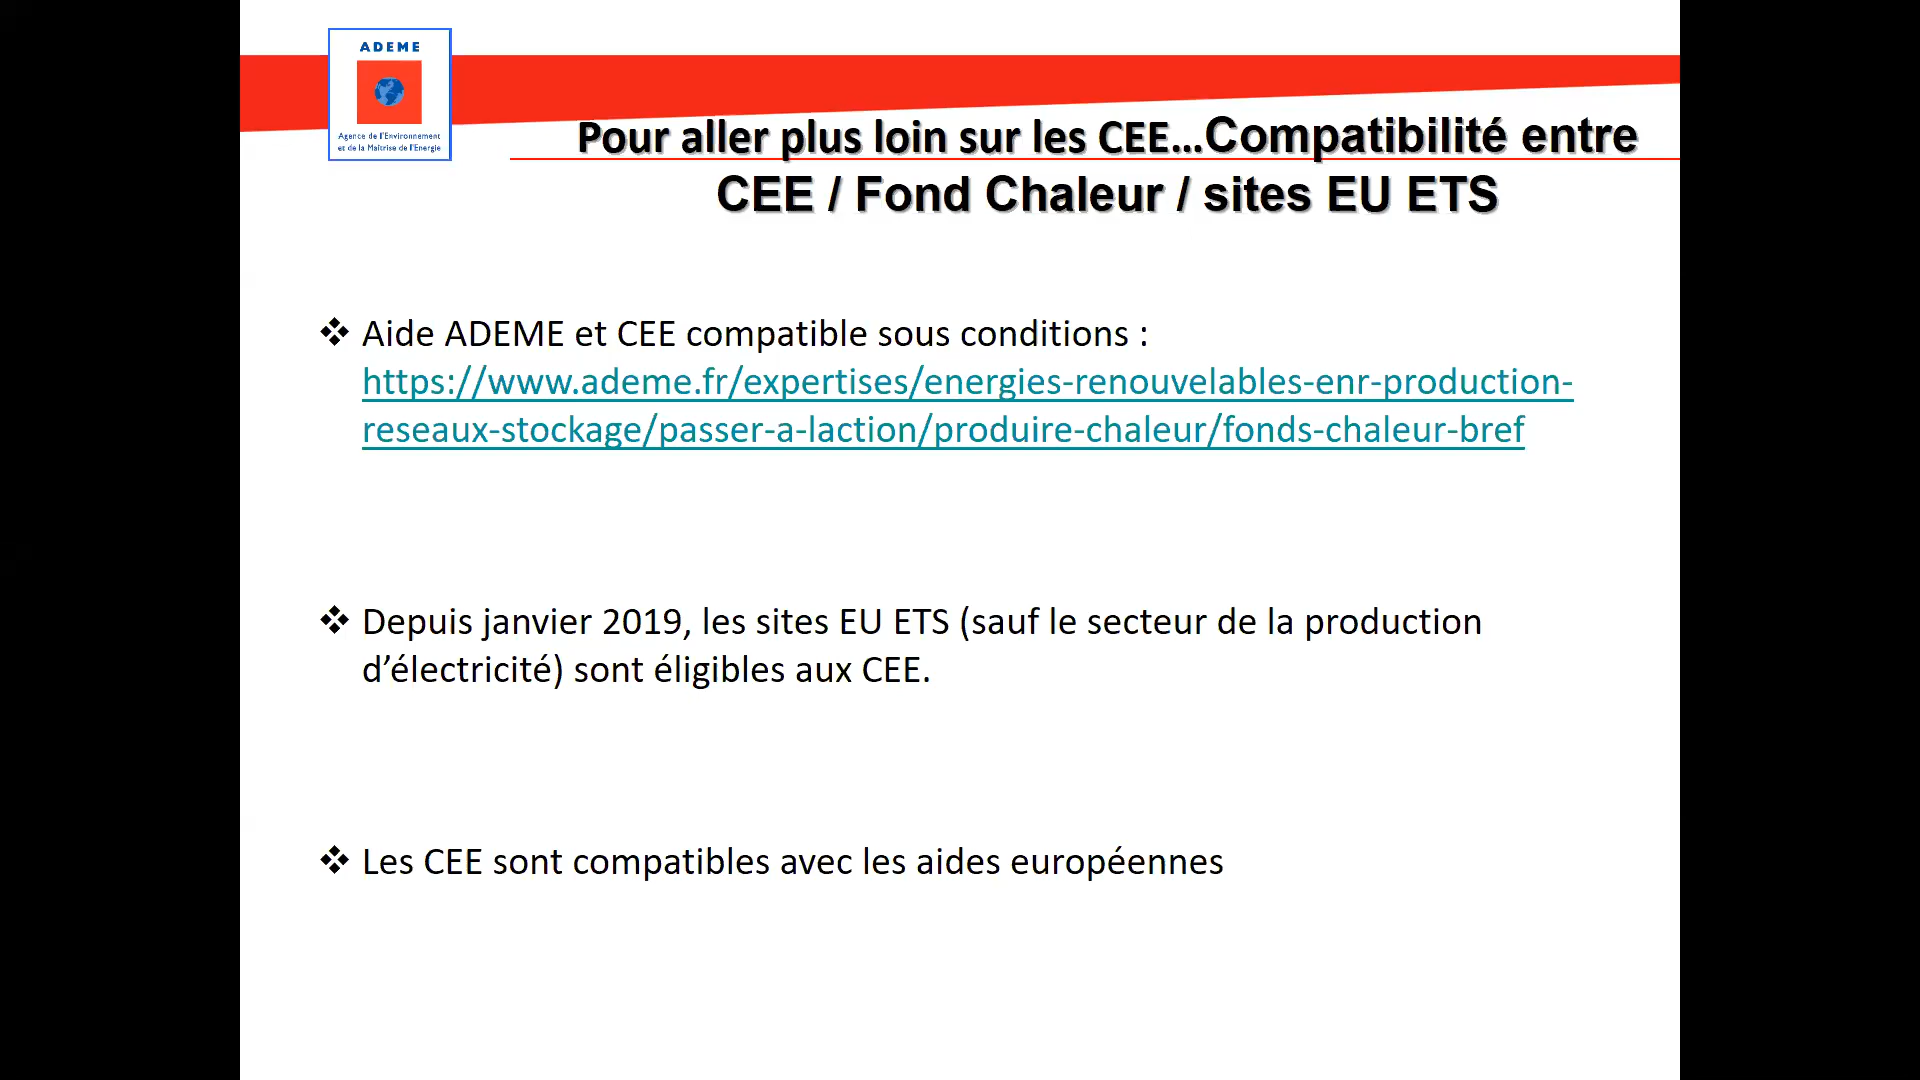 ADEME
Agence de l'Environnement
et de la Maîtrise de l'Energie
Pour aller plus loin sur les CEE...Compatibilité entre
CEE / Fond Chaleur / sites EU ETS
❖ Aide ADEME et CEE compatible sous conditions :
https://www.ademe.fr/expertises/energies-renouvelables-enr-production-
reseaux-stockage/passer-a-laction/produire-chaleur/fonds-chaleur-bref
❖ Depuis janvier 2019, les sites EU ETS (sauf le secteur de la production
d’électricité) sont éligibles aux CEE.
❖ Les CEE sont compatibles avec les aides européennes